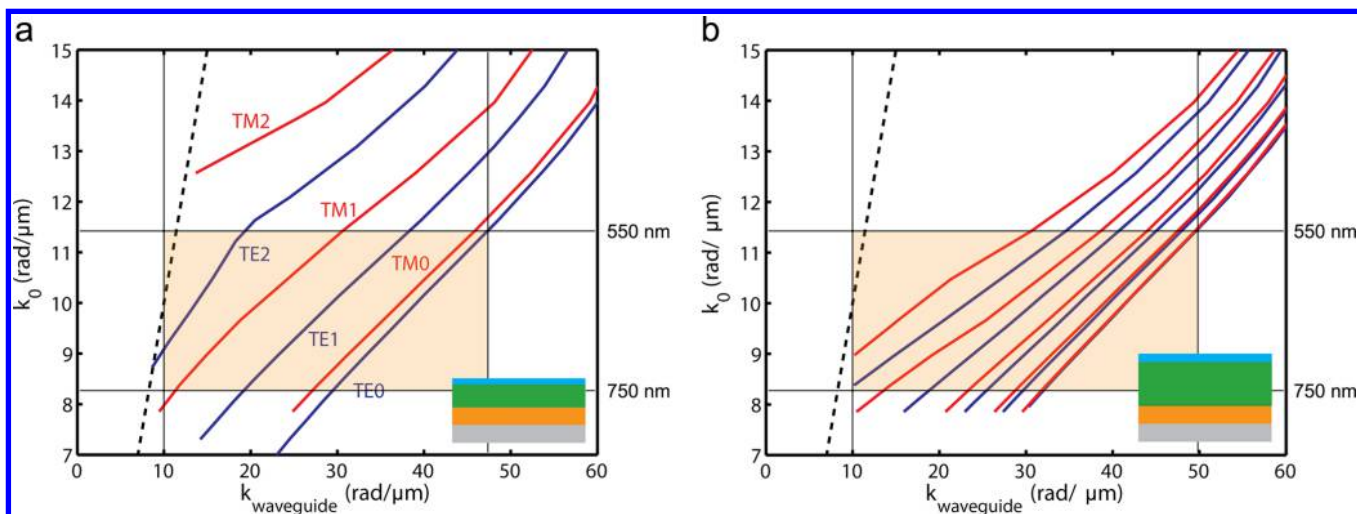 a
b
15
14
13
12
11
10
9
8
7
k0 (rad/μm)
TM2
TM1
TE2
TM0
TE1
TE0
550 nm
750 nm
0 10 20 30 40 50 60
kwaveguide (rad/μm)
15
14
13
12
11
10
9
8
7
k0 (rad/ μm)
550 nm
750 nm
0 10 20 30 40 50 60
kwaveguide (rad/ μm)